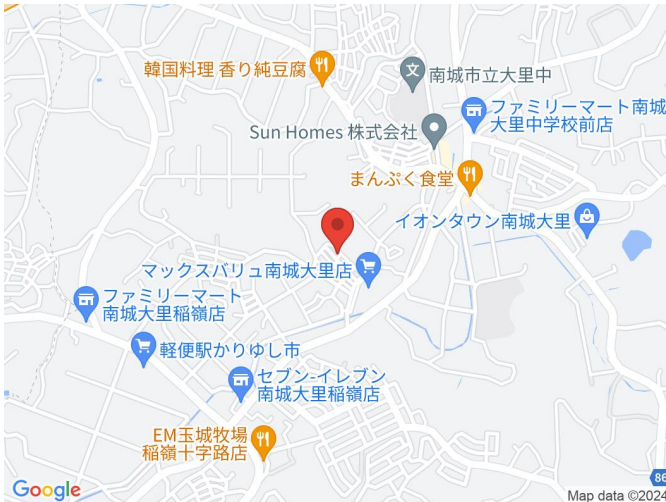 韓国料理 香り純豆腐
南城市立大里中
ファミリーマート南城
大里中学校前店
Sun Homes 株式会社
まんぷく食堂
イオンタウン南城大里
マックスバリュ南城大里店
ファミリーマート
南城大里稲嶺店
軽便駅かりゆし市
セブン-イレブン
南城大里稲嶺店
EM玉城牧場
稲嶺十字路店
86
Google
Map data ©2024